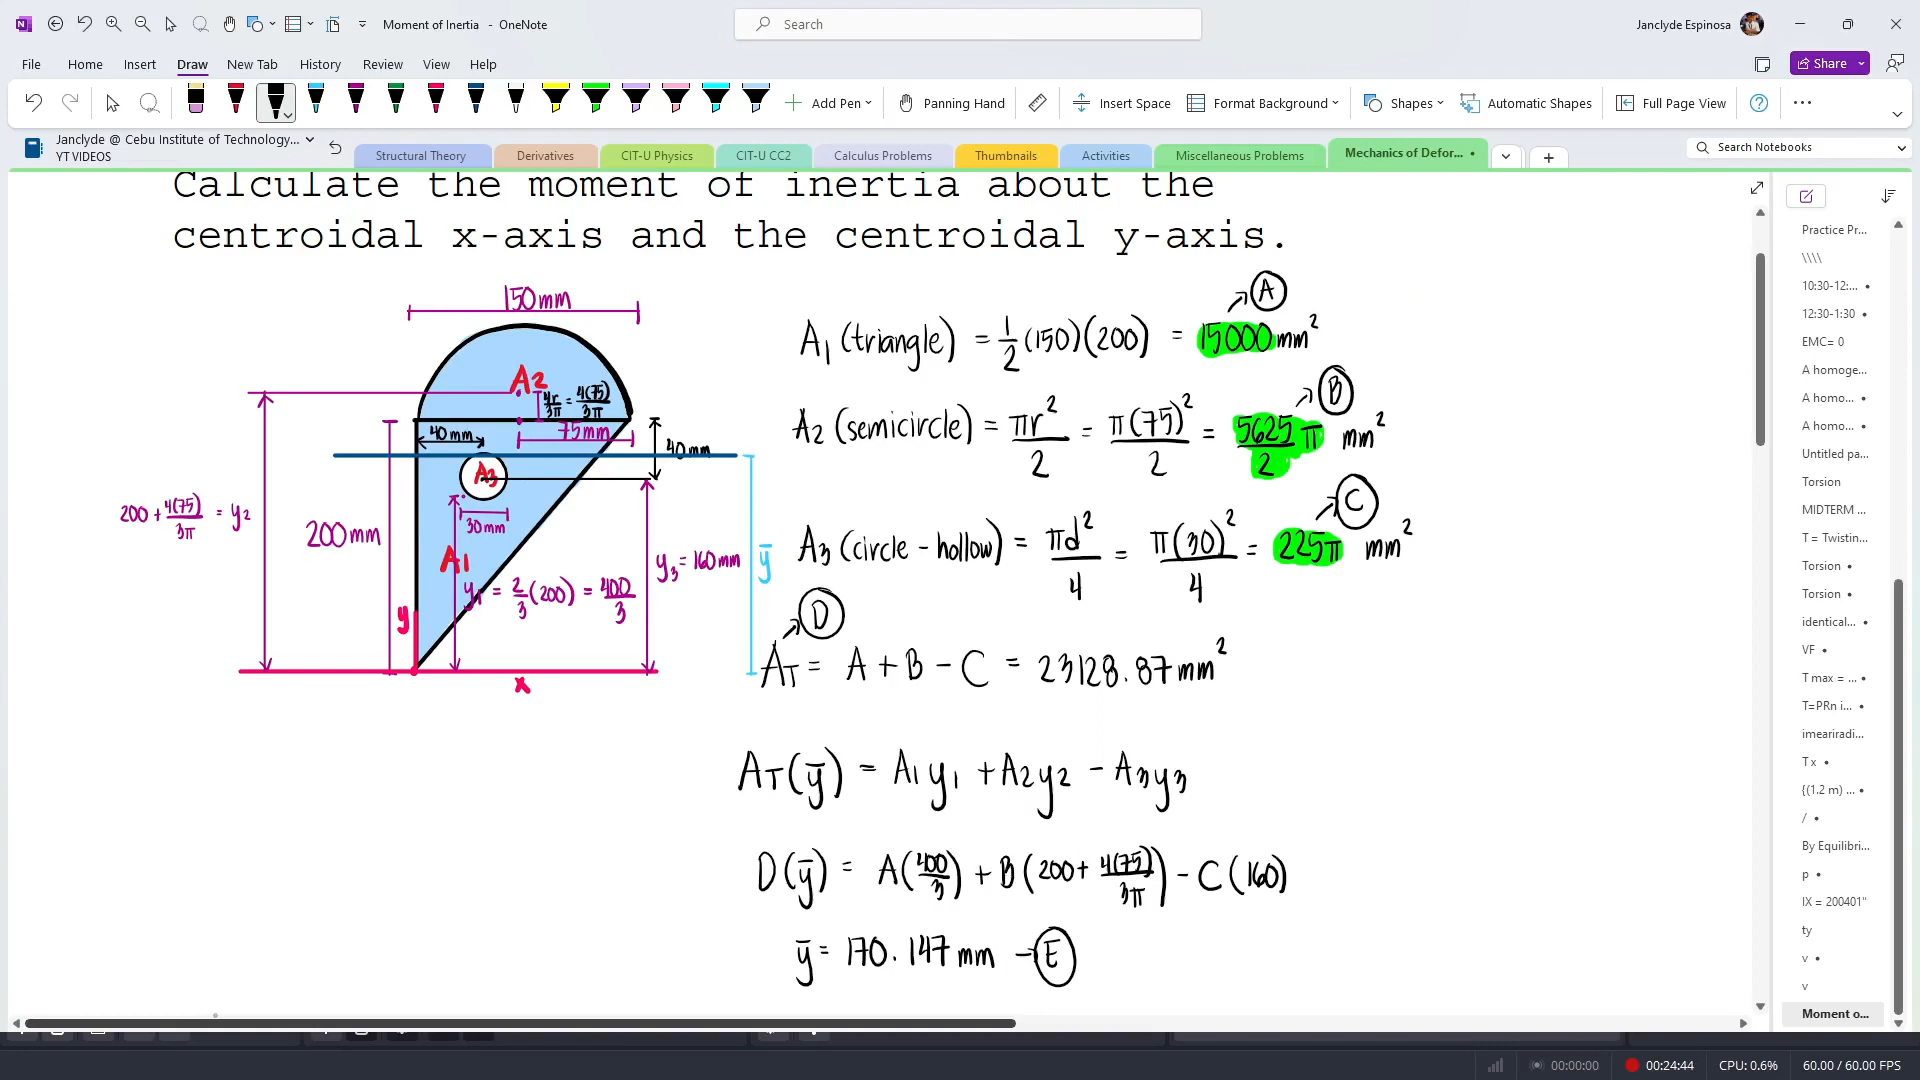 Moment of Inertia - OneNote
Search
Janclyde Espinosa
File Home Insert Draw New Tab History Review View Help
Share
Add Pen
Panning Hand
Insert Space
Format Background
Shapes
Automatic Shapes
Full Page View
Janclyde @ Cebu Institute of Technology...
YT VIDEOS
Structural Theory
Derivatives
CIT-U Physics
CIT-U CC2
Calculus Problems
Thumbnails
Activities
Miscellaneous Problems
Mechanics of Defor...
Search Notebooks
Calculate the moment of inertia about the
centroidal x-axis and the centroidal y-axis.
150mm
A2
4r/3π = 4(75)/3π
40mm
75mm
40mm
A3
30mm
200 + 4(75)/3π = y2
200mm
A1
y1 = 2/3 (200) = 400/3
y3 = 160mm
ȳ
y
x
A1 (triangle) = 1/2 (150)(200) = 15000mm² → A
A2 (semicircle) = πr²/2 = π(75)²/2 = 5625/2 π mm² → B
A3 (circle - hollow) = πd²/4 = π(30)²/4 = 225π mm² → C
D
AT = A + B - C = 23128.87mm²
AT(ȳ) = A1y1 + A2y2 - A3y3
D(ȳ) = A(400/3) + B(200 + 4(75)/3π) - C(160)
ȳ = 170.147mm → E
Practice Pr...
\\\\
10:30-12:...
12:30-1:30
EMC= 0
A homoge...
A homo...
A homo...
Untitled pa...
Torsion
MIDTERM ...
T = Twistin...
Torsion
Torsion
identical...
VF
T max = ...
T=PRn i...
imeariradi...
T x
{(1.2 m) ...
/
By Equilibri...
p
IX = 200401"
ty
v
v
Moment o...
00:00:00
00:24:44
CPU: 0.6%
60.00 / 60.00 FPS